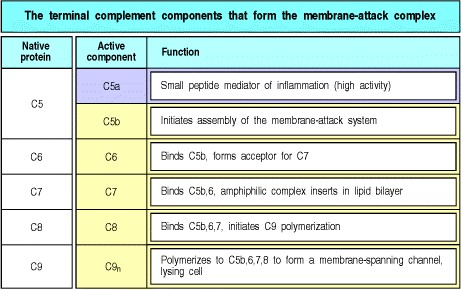 The terminal complement components that form the membrane-attack complex
Native protein
Active component
Function
C5
C5a
Small peptide mediator of inflammation (high activity)
C5b
Initiates assembly of the membrane-attack system
C6
C6
Binds C5b, forms acceptor for C7
C7
C7
Binds C5b,6, amphiphilic complex inserts in lipid bilayer
C8
C8
Binds C5b,6,7, initiates C9 polymerization
C9
C9n
Polymerizes to C5b,6,7,8 to form a membrane-spanning channel,
lysing cell